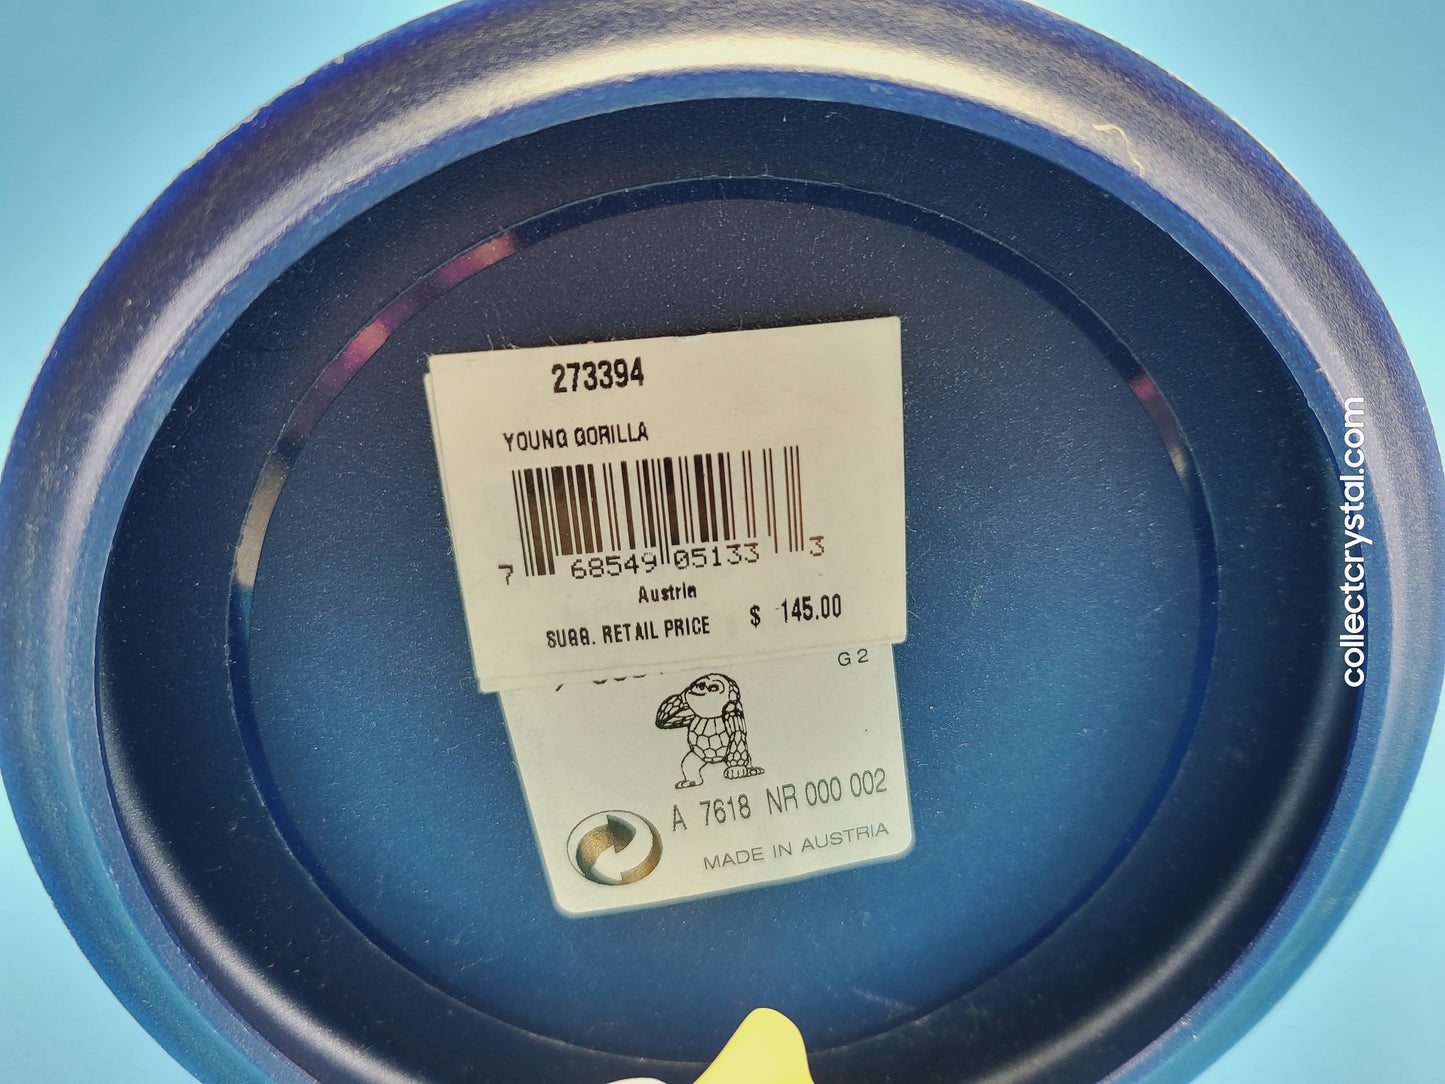 273394
YOUNG GORILLA
7 68549 05133 3
Austria
SUGG. RETAIL PRICE $ 145.00
G 2
A 7618 NR 000 002
MADE IN AUSTRIA
collectcrystal.com